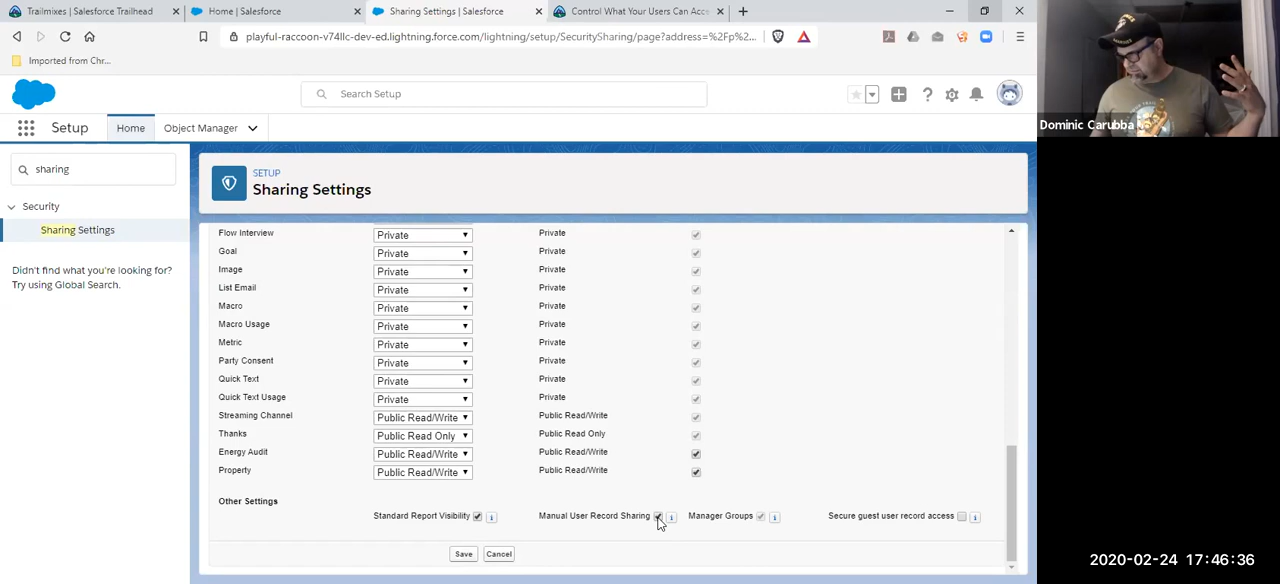 Trailmixes | Salesforce Trailhead
Home | Salesforce
Sharing Settings | Salesforce
Control What Your Users Can Acce
playful-raccoon-v74llc-dev-ed.lightning.force.com/lightning/setup/SecuritySharing/page?address=%2Fp%2...
Imported from Chr...
Search Setup
Setup
Home
Object Manager
sharing
Security
Sharing Settings
Didn't find what you're looking for?
Try using Global Search.
SETUP
Sharing Settings
Flow Interview Private Private
Goal Private Private
Image Private Private
List Email Private Private
Macro Private Private
Macro Usage Private Private
Metric Private Private
Party Consent Private Private
Quick Text Private Private
Quick Text Usage Private Private
Streaming Channel Public Read/Write Public Read/Write
Thanks Public Read Only Public Read Only
Energy Audit Public Read/Write Public Read/Write
Property Public Read/Write Public Read/Write
Other Settings
Standard Report Visibility Manual User Record Sharing Manager Groups Secure guest user record access
Save Cancel
Dominic Carubba
2020-02-24 17:46:36